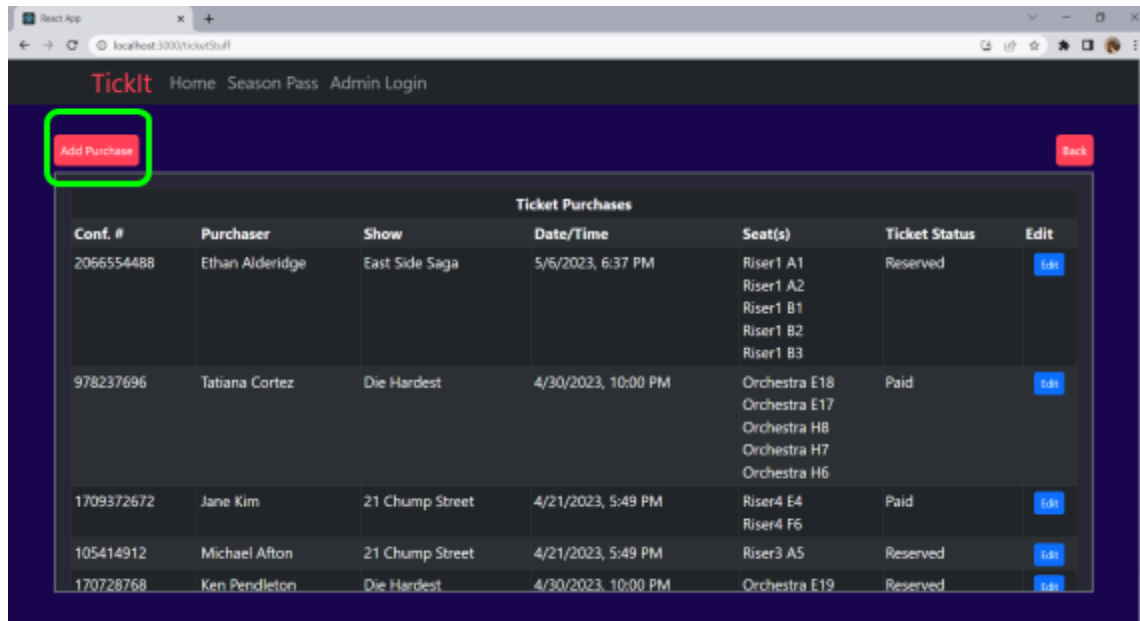 React App
localhost:3000/ticketStuff
TickIt Home Season Pass Admin Login
Add Purchase Back
Ticket Purchases
Conf. # Purchaser Show Date/Time Seat(s) Ticket Status Edit
2066554488 Ethan Alderidge East Side Saga 5/6/2023, 6:37 PM Riser1 A1 Reserved Edit
Riser1 A2
Riser1 B1
Riser1 B2
Riser1 B3
978237696 Tatiana Cortez Die Hardest 4/30/2023, 10:00 PM Orchestra E18 Paid Edit
Orchestra E17
Orchestra H8
Orchestra H7
Orchestra H6
1709372672 Jane Kim 21 Chump Street 4/21/2023, 5:49 PM Riser4 E4 Paid Edit
Riser4 F6
105414912 Michael Afton 21 Chump Street 4/21/2023, 5:49 PM Riser3 A5 Reserved Edit
170728768 Ken Pendleton Die Hardest 4/30/2023, 10:00 PM Orchestra E19 Reserved Edit